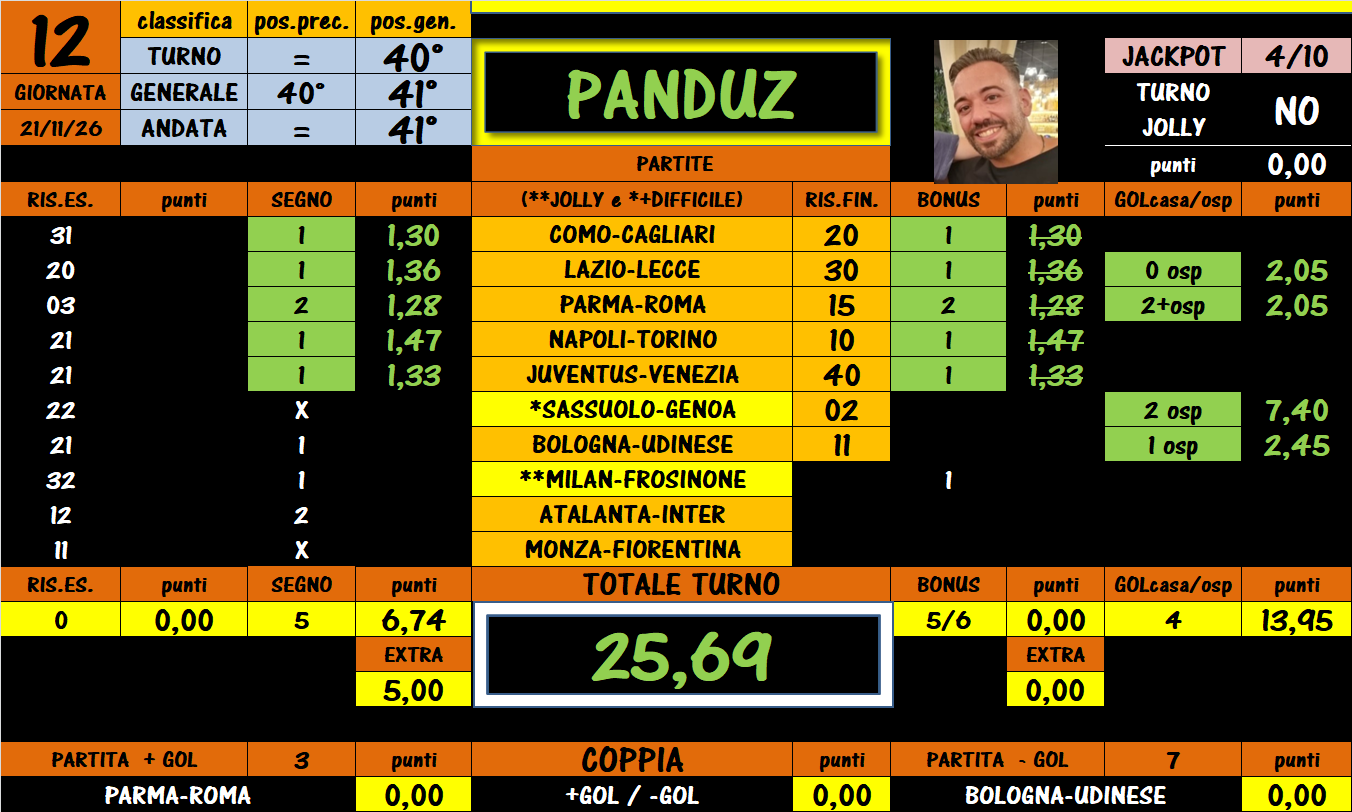 12 classifica pos.prec. pos.gen.
TURNO = 40° PANDUZ JACKPOT 4/10
GIORNATA GENERALE 40° 41° TURNO JOLLY NO
21/11/26 ANDATA = 41°
PARTITE punti 0,00
RIS.ES. punti SEGNO punti (**JOLLY e *+DIFFICILE) RIS.FIN. BONUS punti GOLcasa/osp punti
31 1 1,30 COMO-CAGLIARI 20 1 1,30
20 1 1,36 LAZIO-LECCE 30 1 1,36 0 osp 2,05
03 2 1,28 PARMA-ROMA 15 2 1,28 2+osp 2,05
21 1 1,47 NAPOLI-TORINO 10 1 1,47
21 1 1,33 JUVENTUS-VENEZIA 40 1 1,33
22 X *SASSUOLO-GENOA 02 2 osp 7,40
21 1 BOLOGNA-UDINESE 11 1 osp 2,45
32 1 **MILAN-FROSINONE 1
12 2 ATALANTA-INTER
11 X MONZA-FIORENTINA
RIS.ES. punti SEGNO punti TOTALE TURNO BONUS punti GOLcasa/osp punti
0 0,00 5 6,74 25,69 5/6 0,00 4 13,95
EXTRA EXTRA
5,00 0,00
PARTITA + GOL 3 punti COPPIA punti PARTITA - GOL 7 punti
PARMA-ROMA 0,00 +GOL / -GOL 0,00 BOLOGNA-UDINESE 0,00